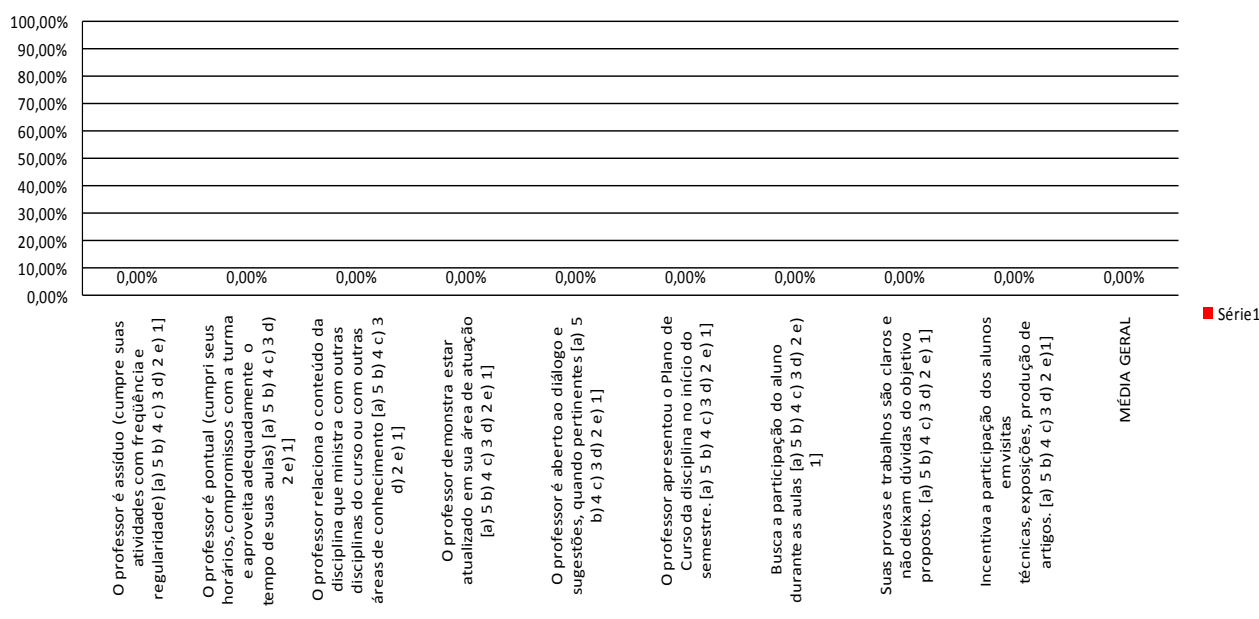 100,00%
90,00%
80,00%
70,00%
60,00%
50,00%
40,00%
30,00%
20,00%
10,00%
0,00%
0,00% 0,00% 0,00% 0,00% 0,00% 0,00% 0,00% 0,00% 0,00% 0,00%
O professor é assíduo (cumpre suas
atividades com freqüência e
regularidade) [a) 5 b) 4 c) 3 d) 2 e) 1]
O professor é pontual (cumpri seus
horários, compromissos com a turma
e aproveita adequadamente o
tempo de suas aulas) [a) 5 b) 4 c) 3 d)
2 e) 1]
O professor relaciona o conteúdo da
disciplina que ministra com outras
disciplinas do curso ou com outras
áreas de conhecimento [a) 5 b) 4 c) 3
d) 2 e) 1]
O professor demonstra estar
atualizado em sua área de atuação
[a) 5 b) 4 c) 3 d) 2 e) 1]
O professor é aberto ao diálogo e
sugestões, quando pertinentes [a) 5
b) 4 c) 3 d) 2 e) 1]
O professor apresentou o Plano de
Curso da disciplina no início do
semestre. [a) 5 b) 4 c) 3 d) 2 e) 1]
Busca a participação do aluno
durante as aulas [a) 5 b) 4 c) 3 d) 2 e)
1]
Suas provas e trabalhos são claros e
não deixam dúvidas do objetivo
proposto. [a) 5 b) 4 c) 3 d) 2 e) 1]
Incentiva a participação dos alunos
em visitas
técnicas, exposições, produção de
artigos. [a) 5 b) 4 c) 3 d) 2 e)1]
MÉDIA GERAL
Série1